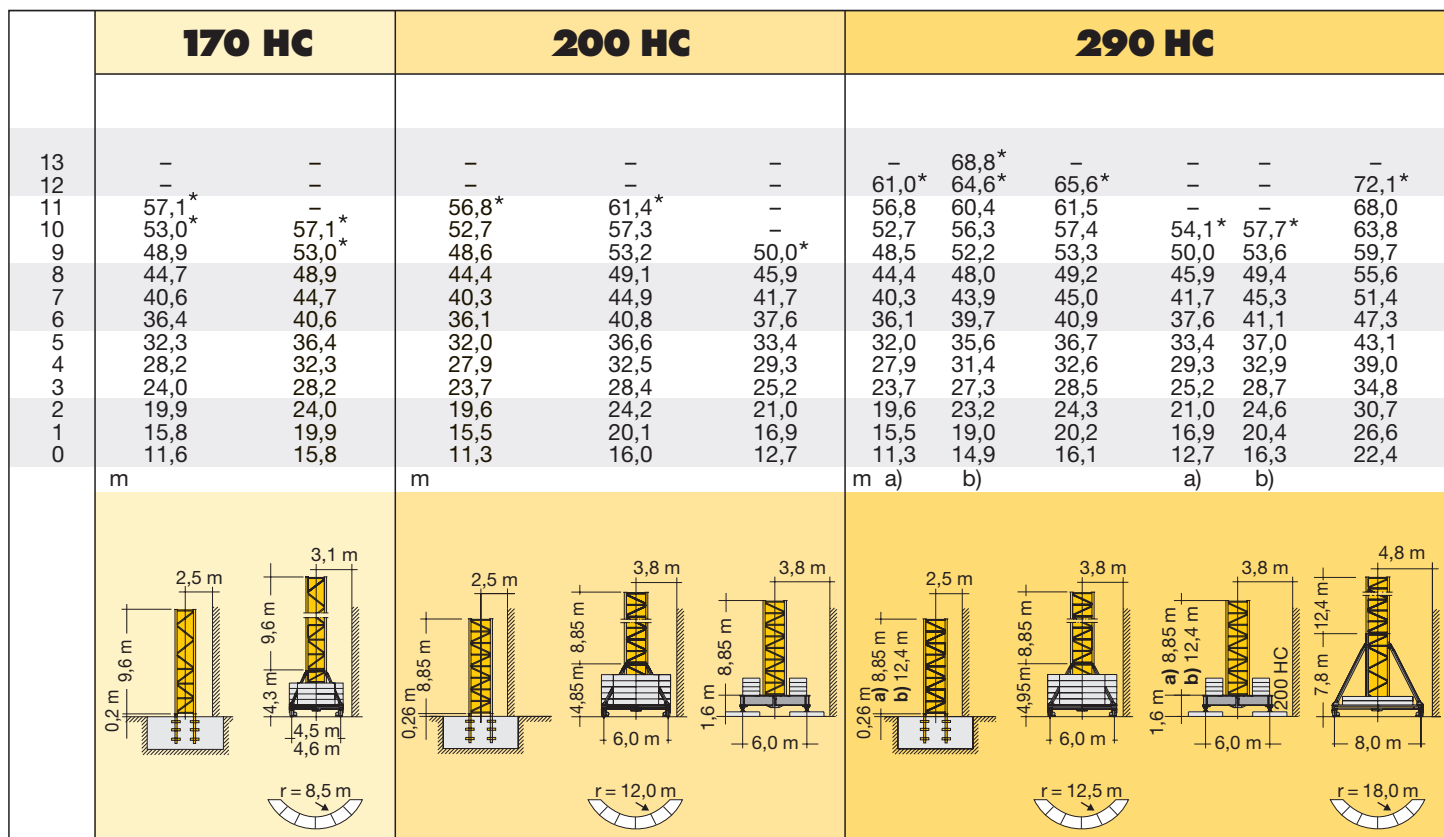 170 HC 200 HC 290 HC
13 – – – – – – 68,8* – – – –
12 – – – – – 61,0* 64,6* 65,6* – – 72,1*
11 57,1* – 56,8* 61,4* – 56,8 60,4 61,5 – – 68,0
10 53,0* 57,1* 52,7 57,3 – 52,7 56,3 57,4 54,1* 57,7* 63,8
9 48,9 53,0* 48,6 53,2 50,0* 48,5 52,2 53,3 50,0 53,6 59,7
8 44,7 48,9 44,4 49,1 45,9 44,4 48,0 49,2 45,9 49,4 55,6
7 40,6 44,7 40,3 44,9 41,7 40,3 43,9 45,0 41,7 45,3 51,4
6 36,4 40,6 36,1 40,8 37,6 36,1 39,7 40,9 37,6 41,1 47,3
5 32,3 36,4 32,0 36,6 33,4 32,0 35,6 36,7 33,4 37,0 43,1
4 28,2 32,3 27,9 32,5 29,3 27,9 31,4 32,6 29,3 32,9 39,0
3 24,0 28,2 23,7 28,4 25,2 23,7 27,3 28,5 25,2 28,7 34,8
2 19,9 24,0 19,6 24,2 21,0 19,6 23,2 24,3 21,0 24,6 30,7
1 15,8 19,9 15,5 20,1 16,9 15,5 19,0 20,2 16,9 20,4 26,6
0 11,6 15,8 11,3 16,0 12,7 11,3 14,9 16,1 12,7 16,3 22,4
m m m a) b) a) b)
2,5 m
9,6 m
0,2 m
3,1 m
9,6 m
4,3 m
4,5 m
4,6 m
r = 8,5 m
2,5 m
8,85 m
0,26 m
3,8 m
8,85 m
4,85 m
6,0 m
r = 12,0 m
3,8 m
8,85 m
1,6 m
6,0 m
2,5 m
a) 8,85 m
b) 12,4 m
0,26 m
3,8 m
8,85 m
4,95 m
6,0 m
r = 12,5 m
3,8 m
a) 8,85 m
b) 12,4 m
1,6 m
200 HC
6,0 m
4,8 m
12,4 m
7,8 m
8,0 m
r = 18,0 m